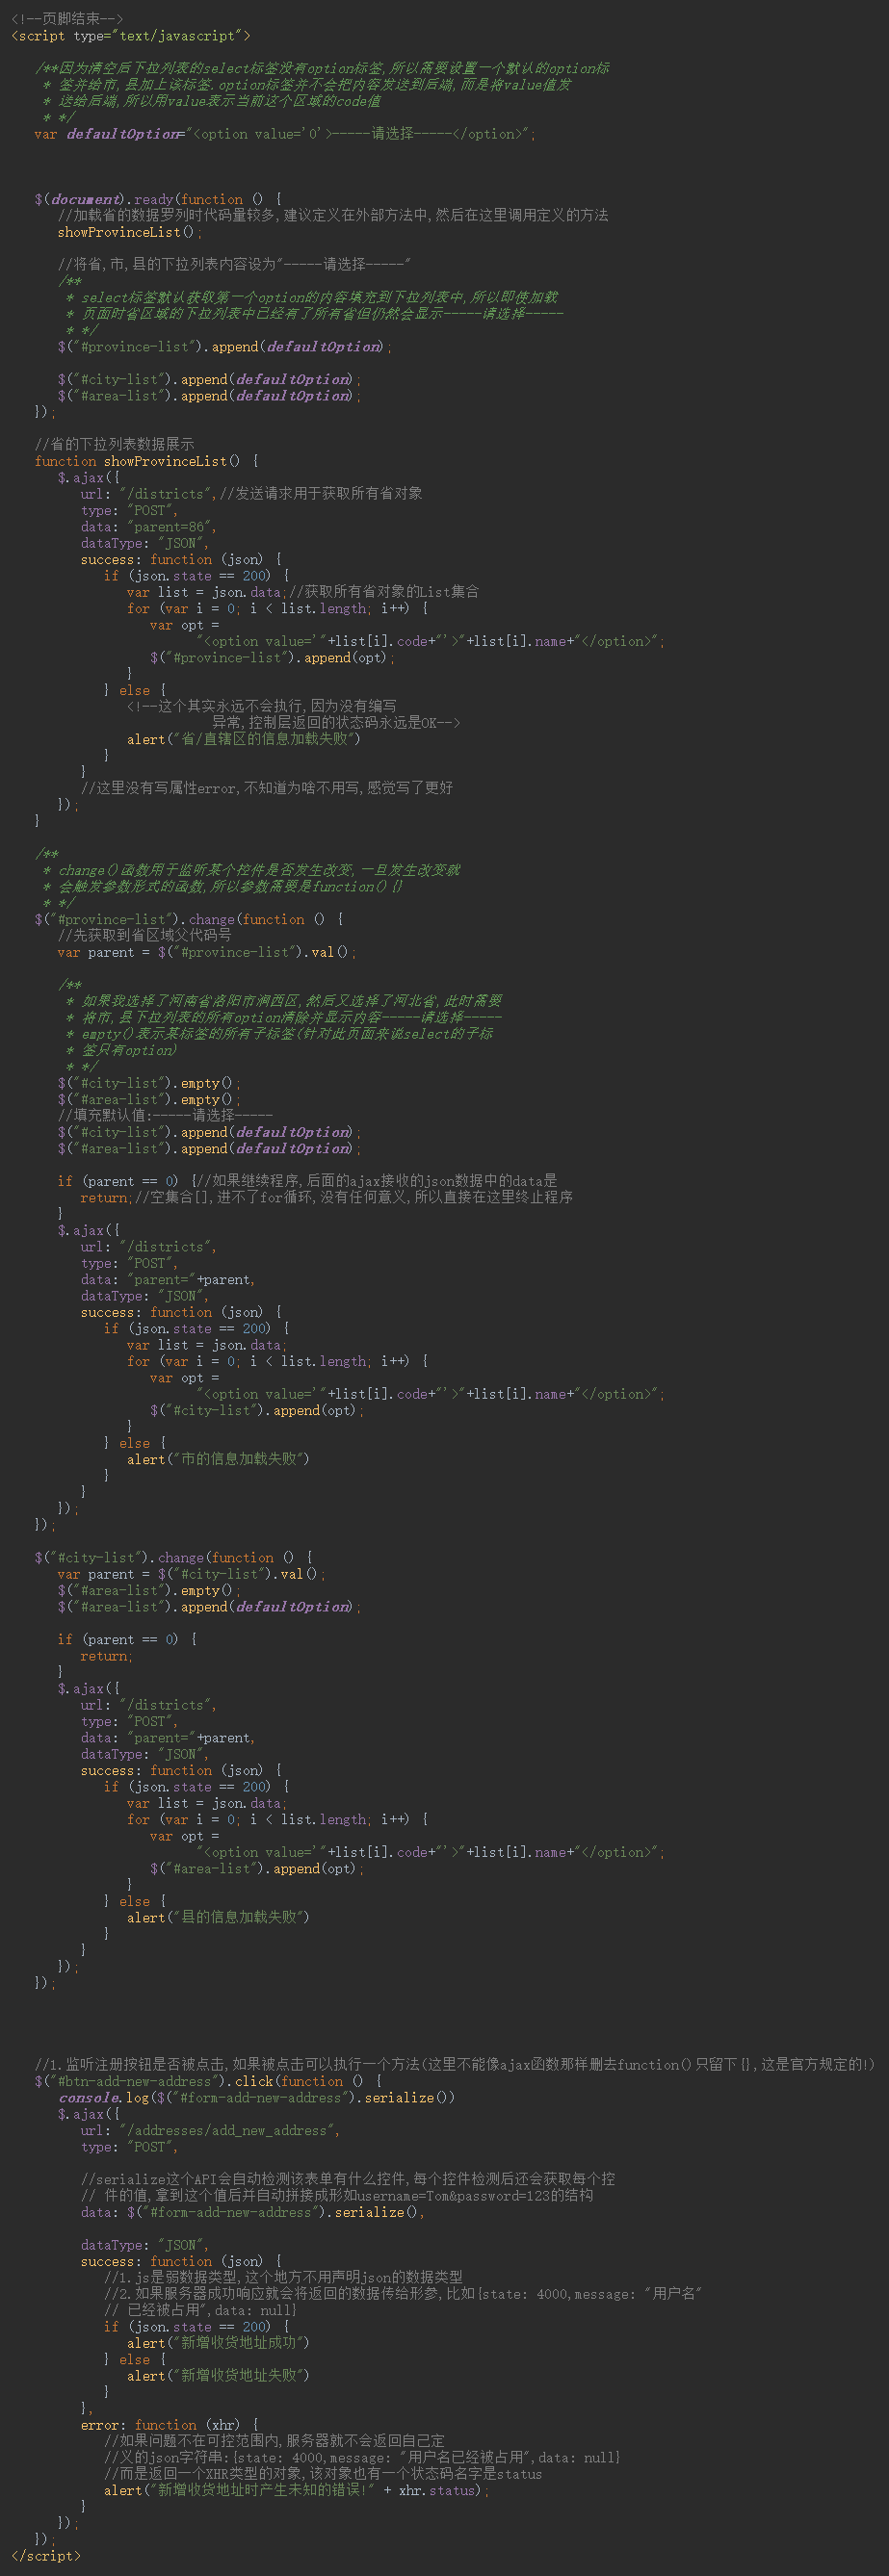 <!--页脚结束-->
<script type="text/javascript">
/**因为清空后下拉列表的select标签没有option标签,所以需要设置一个默认的option标
* 签并给市,县加上该标签.option标签并不会把内容发送到后端,而是将value值发
* 送给后端,所以用value表示当前这个区域的code值
* */
var defaultOption="<option value='0'>-----请选择-----</option>";
$(document).ready(function () {
//加载省的数据罗列时代码量较多,建议定义在外部方法中,然后在这里调用定义的方法
showProvinceList();
//将省,市,县的下拉列表内容设为"-----请选择-----"
/**
* select标签默认获取第一个option的内容填充到下拉列表中,所以即使加载
* 页面时省区域的下拉列表中已经有了所有省但仍然会显示-----请选择-----
* */
$("#province-list").append(defaultOption);
$("#city-list").append(defaultOption);
$("#area-list").append(defaultOption);
});
//省的下拉列表数据展示
function showProvinceList() {
$.ajax({
url: "/districts",//发送请求用于获取所有省对象
type: "POST",
data: "parent=86",
dataType: "JSON",
success: function (json) {
if (json.state == 200) {
var list = json.data;//获取所有省对象的List集合
for (var i = 0; i < list.length; i++) {
var opt =
"<option value='"+list[i].code+"'>"+list[i].name+"</option>";
$("#province-list").append(opt);
}
} else {
<!--这个其实永远不会执行,因为没有编写
异常,控制层返回的状态码永远是OK-->
alert("省/直辖区的信息加载失败")
}
}
//这里没有写属性error,不知道为啥不用写,感觉写了更好
});
}
/**
* change()函数用于监听某个控件是否发生改变,一旦发生改变就
* 会触发参数形式的函数,所以参数需要是function(){}
* */
$("#province-list").change(function () {
//先获取到省区域父代码号
var parent = $("#province-list").val();
/**
* 如果我选择了河南省洛阳市涧西区,然后又选择了河北省,此时需要
* 将市,县下拉列表的所有option清除并显示内容-----请选择-----
* empty()表示某标签的所有子标签(针对此页面来说select的子标
* 签只有option)
* */
$("#city-list").empty();
$("#area-list").empty();
//填充默认值:-----请选择-----
$("#city-list").append(defaultOption);
$("#area-list").append(defaultOption);
if (parent == 0) {//如果继续程序,后面的ajax接收的json数据中的data是
return;//空集合[],进不了for循环,没有任何意义,所以直接在这里终止程序
}
$.ajax({
url: "/districts",
type: "POST",
data: "parent="+parent,
dataType: "JSON",
success: function (json) {
if (json.state == 200) {
var list = json.data;
for (var i = 0; i < list.length; i++) {
var opt =
"<option value='"+list[i].code+"'>"+list[i].name+"</option>";
$("#city-list").append(opt);
}
} else {
alert("市的信息加载失败")
}
}
});
});
$("#city-list").change(function () {
var parent = $("#city-list").val();
$("#area-list").empty();
$("#area-list").append(defaultOption);
if (parent == 0) {
return;
}
$.ajax({
url: "/districts",
type: "POST",
data: "parent="+parent,
dataType: "JSON",
success: function (json) {
if (json.state == 200) {
var list = json.data;
for (var i = 0; i < list.length; i++) {
var opt =
"<option value='"+list[i].code+"'>"+list[i].name+"</option>";
$("#area-list").append(opt);
}
} else {
alert("县的信息加载失败")
}
}
});
});
//1.监听注册按钮是否被点击,如果被点击可以执行一个方法(这里不能像ajax函数那样删去function()只留下{},这是官方规定的!)
$("#btn-add-new-address").click(function () {
console.log($("#form-add-new-address").serialize())
$.ajax({
url: "/addresses/add_new_address",
type: "POST",
//serialize这个API会自动检测该表单有什么控件,每个控件检测后还会获取每个控
// 件的值,拿到这个值后并自动拼接成形如username=Tom&password=123的结构
data: $("#form-add-new-address").serialize(),
dataType: "JSON",
success: function (json) {
//1.js是弱数据类型,这个地方不用声明json的数据类型
//2.如果服务器成功响应就会将返回的数据传给形参,比如{state: 4000,message: "用户名"
// 已经被占用",data: null}
if (json.state == 200) {
alert("新增收货地址成功")
} else {
alert("新增收货地址失败")
}
},
error: function (xhr) {
//如果问题不在可控范围内,服务器就不会返回自己定
//义的json字符串:{state: 4000,message: "用户名已经被占用",data: null}
//而是返回一个XHR类型的对象,该对象也有一个状态码名字是status
alert("新增收货地址时产生未知的错误!" + xhr.status);
}
});
});
</script>